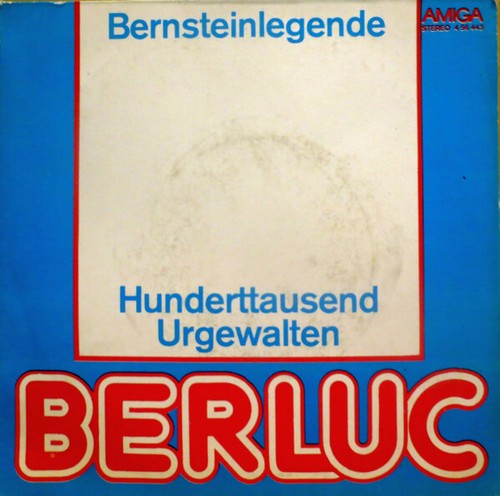 Bernsteinlegende
AMIGA
STEREO 4 56 443
Hunderttausend
Urgewalten
BERLUC